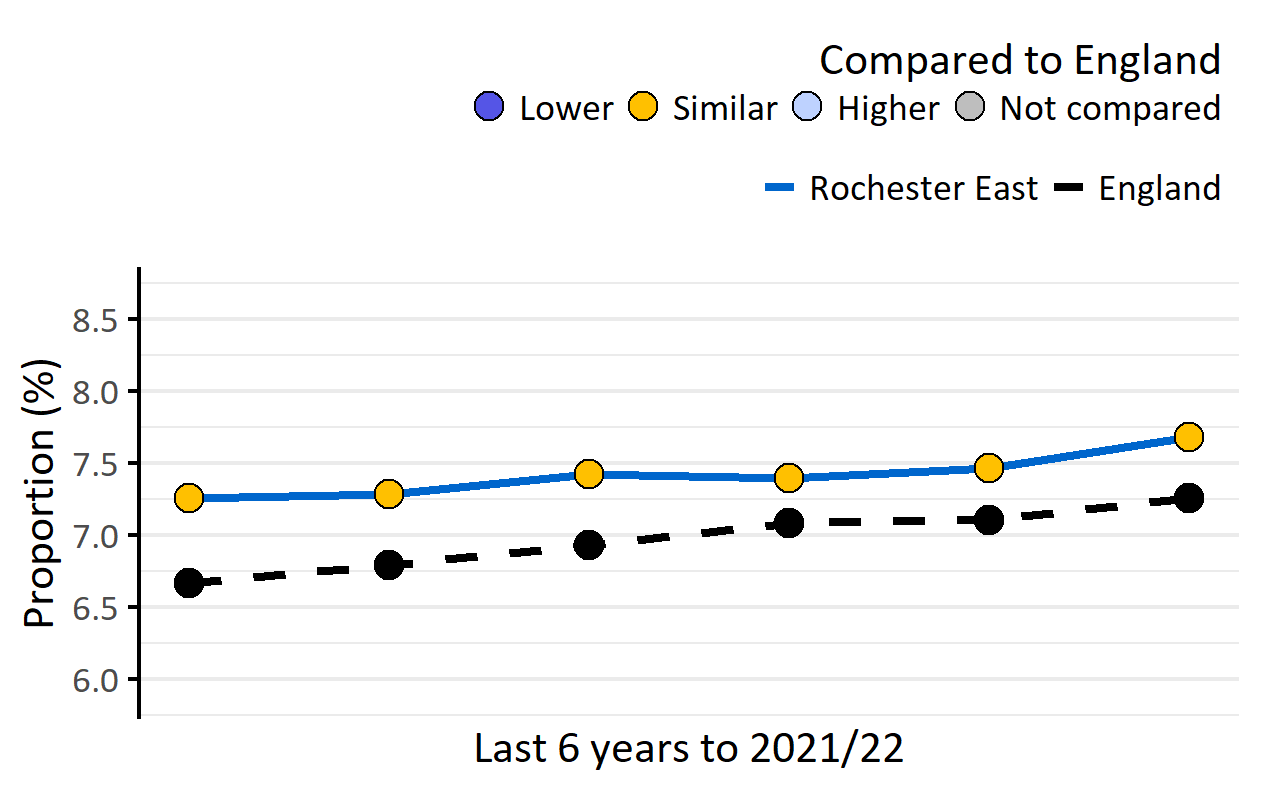 Compared to England
Lower Similar Higher Not compared
Rochester East England
Proportion (%)
8.5
8.0
7.5
7.0
6.5
6.0
Last 6 years to 2021/22